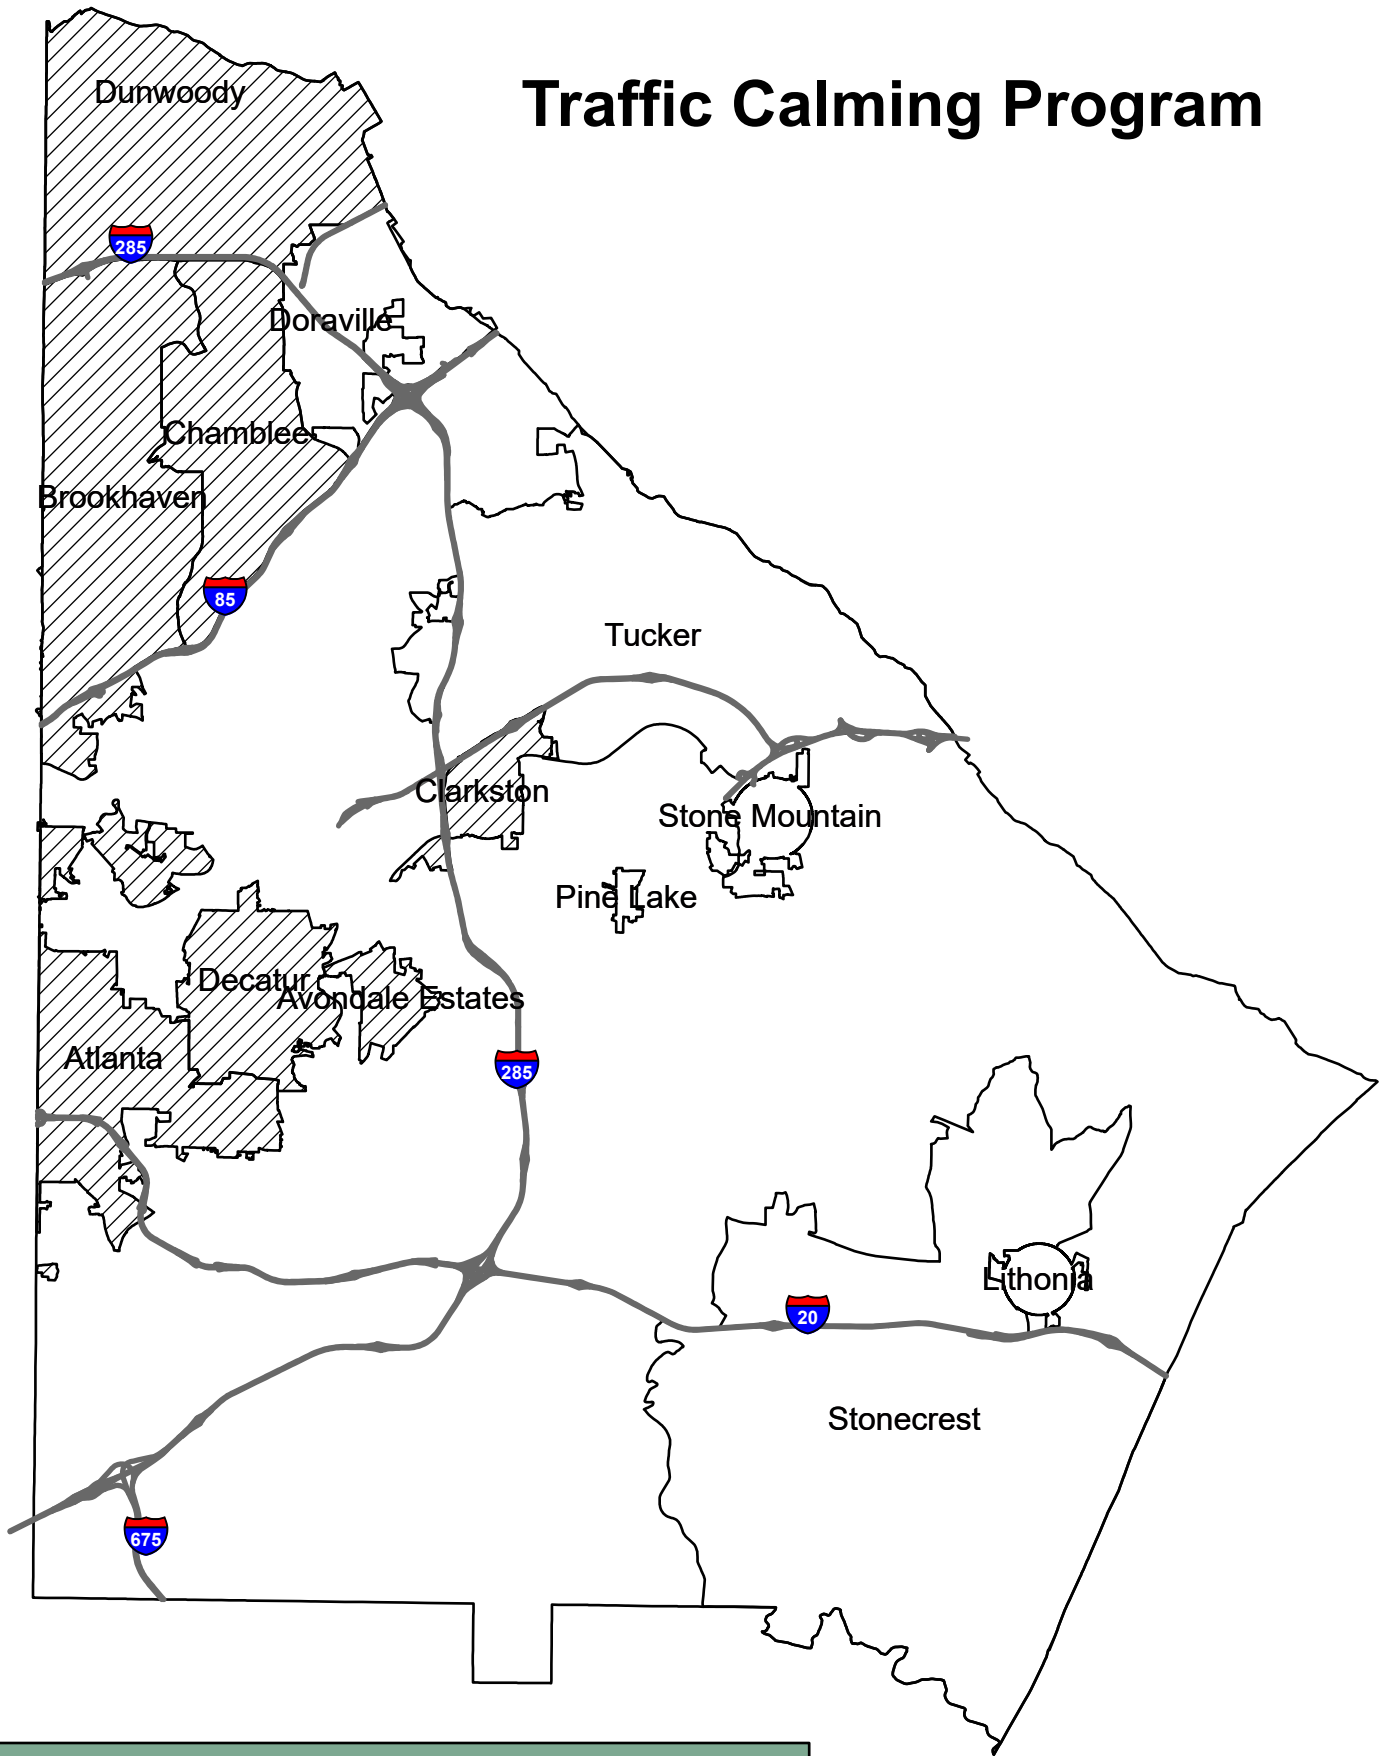 Dunwoody
Traffic Calming Program
285
Doraville
Chamblee
Brookhaven
85
Tucker
Clarkston
Stone Mountain
Pine Lake
Decatur
Avondale Estates
Atlanta
285
Lithonia
20
Stonecrest
675